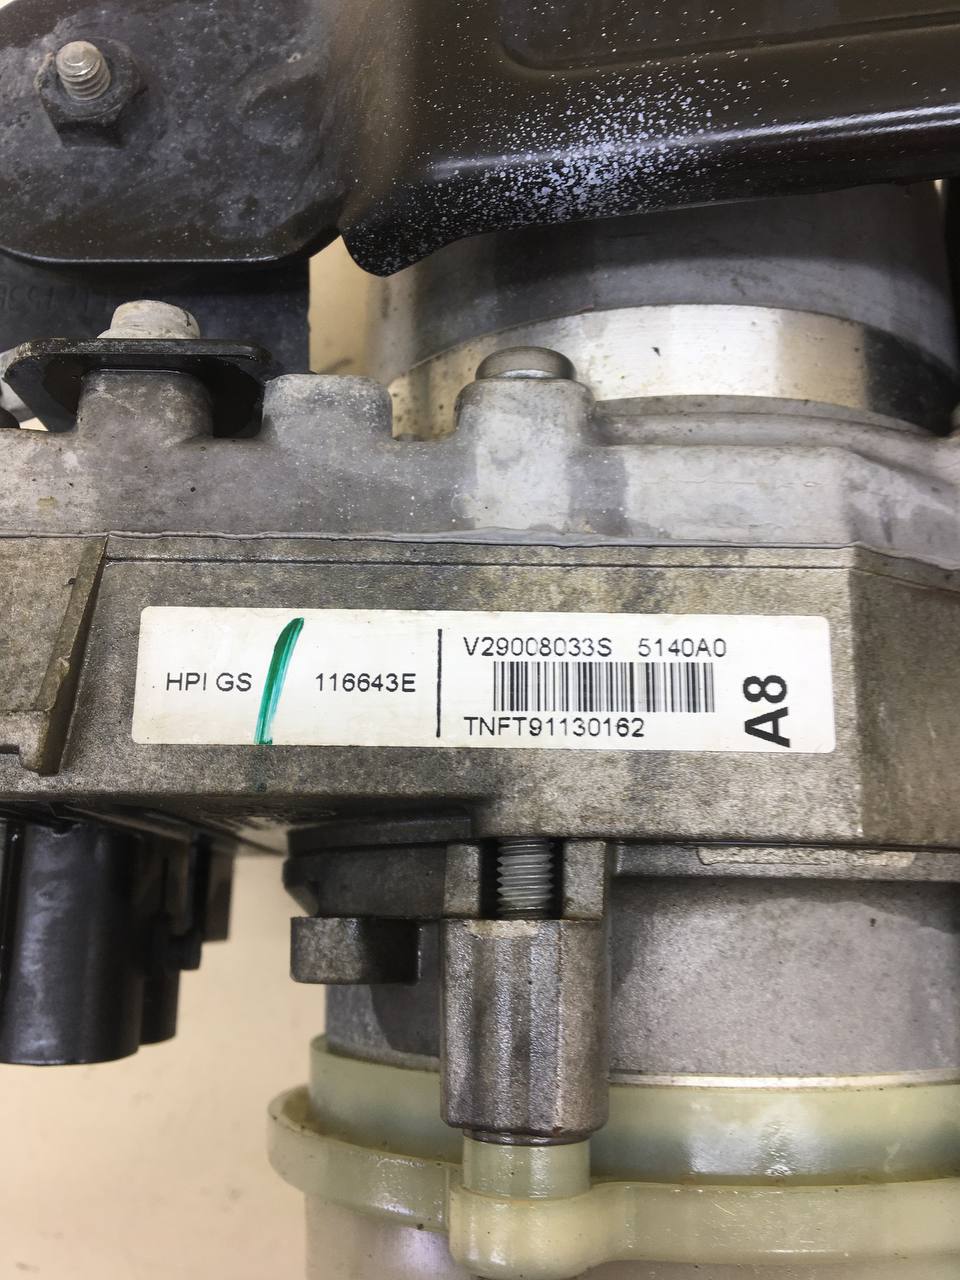 HPI GS 116643E
V29008033S 5140A0
TNFT91130162
A8